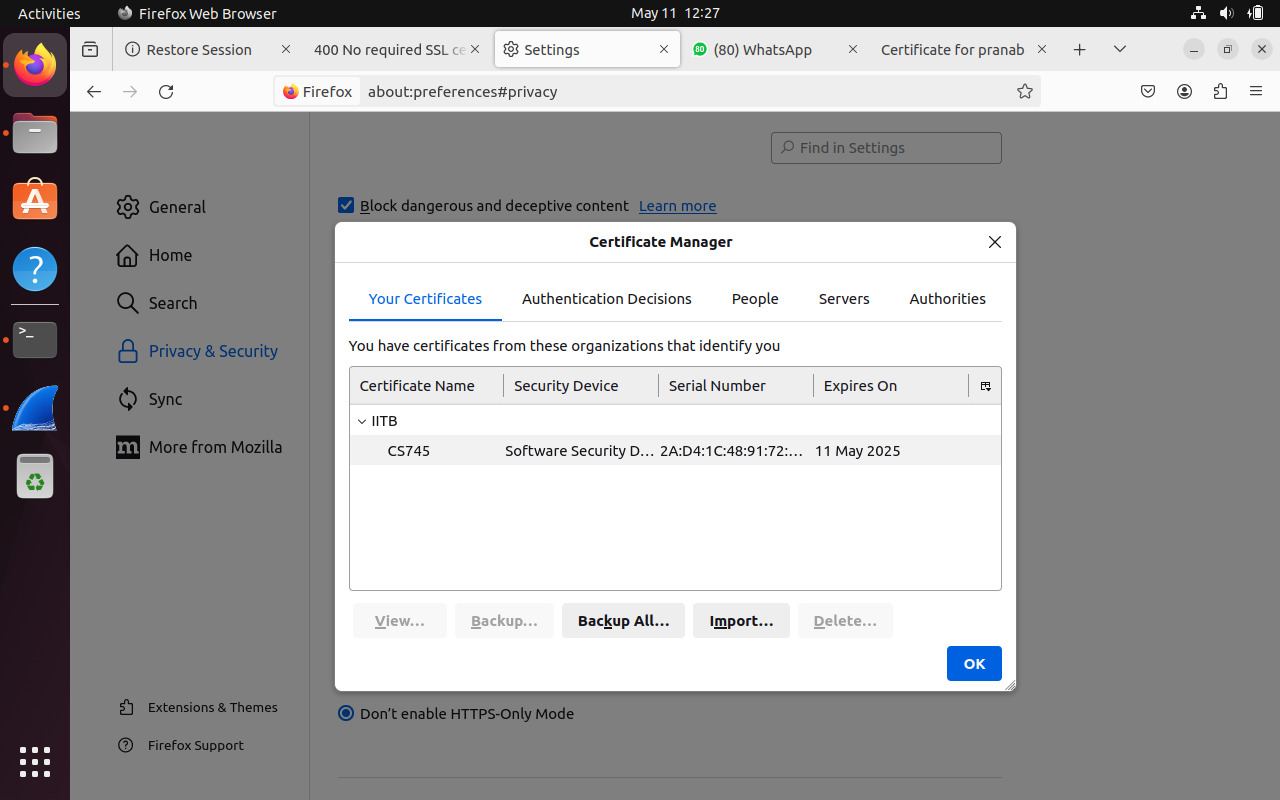 Activities
Firefox Web Browser
May 11 12:27
Restore Session
400 No required SSL ce
Settings
80
(80) WhatsApp
Certificate for pranab
Firefox
about:preferences#privacy
Find in Settings
General
Home
Search
Privacy & Security
Sync
m
More from Mozilla
Extensions & Themes
Firefox Support
Block dangerous and deceptive content Learn more
Certificate Manager
Your Certificates
Authentication Decisions
People
Servers
Authorities
You have certificates from these organizations that identify you
Certificate Name
Security Device
Serial Number
Expires On
IITB
CS745
Software Security D…
2A:D4:1C:48:91:72:…
11 May 2025
View…
Backup…
Backup All…
Import…
Delete…
OK
Don’t enable HTTPS-Only Mode
>_
?
A